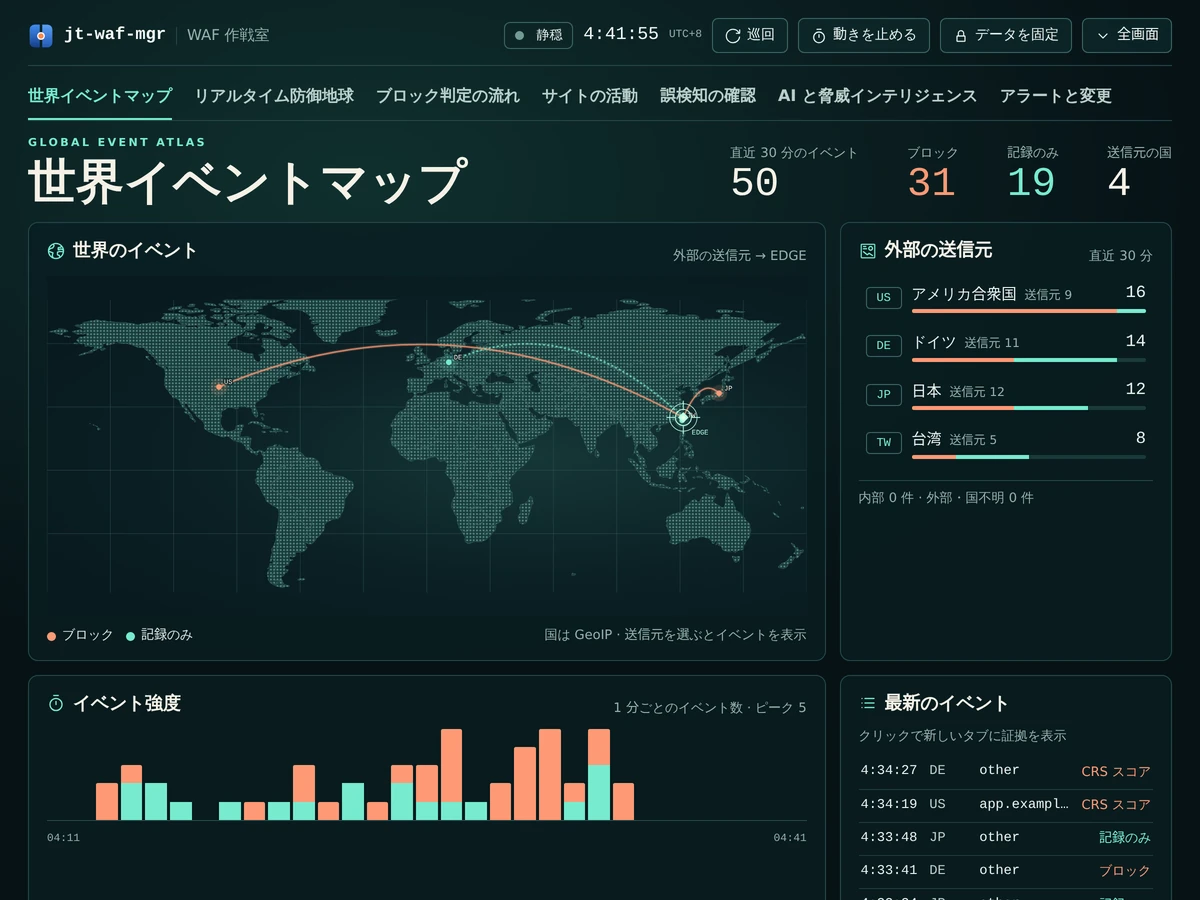 jt-waf-mgr WAF 作戦室 静穏 4:41:55 UTC+8 巡回 動きを止める データを固定 全画面
世界イベントマップ リアルタイム防御地球 ブロック判定の流れ サイトの活動 誤検知の確認 AI と脅威インテリジェンス アラートと変更
GLOBAL EVENT ATLAS
世界イベントマップ
直近 30 分のイベント ブロック 記録のみ 送信元の国
50 31 19 4
世界のイベント 外部の送信元 → EDGE
US
DE
JP
EDGE
ブロック 記録のみ 国は GeoIP · 送信元を選ぶとイベントを表示
外部の送信元 直近 30 分
US アメリカ合衆国 送信元 9 16
DE ドイツ 送信元 11 14
JP 日本 送信元 12 12
TW 台湾 送信元 5 8
内部 0 件 · 外部 · 国不明 0 件
イベント強度 1 分ごとのイベント数 · ピーク 5
04:11 04:41
最新のイベント
クリックで新しいタブに証拠を表示
4:34:27 DE other CRS スコア
4:34:19 US app.exampl… CRS スコア
4:33:48 JP other 記録のみ
4:33:41 DE other ブロック